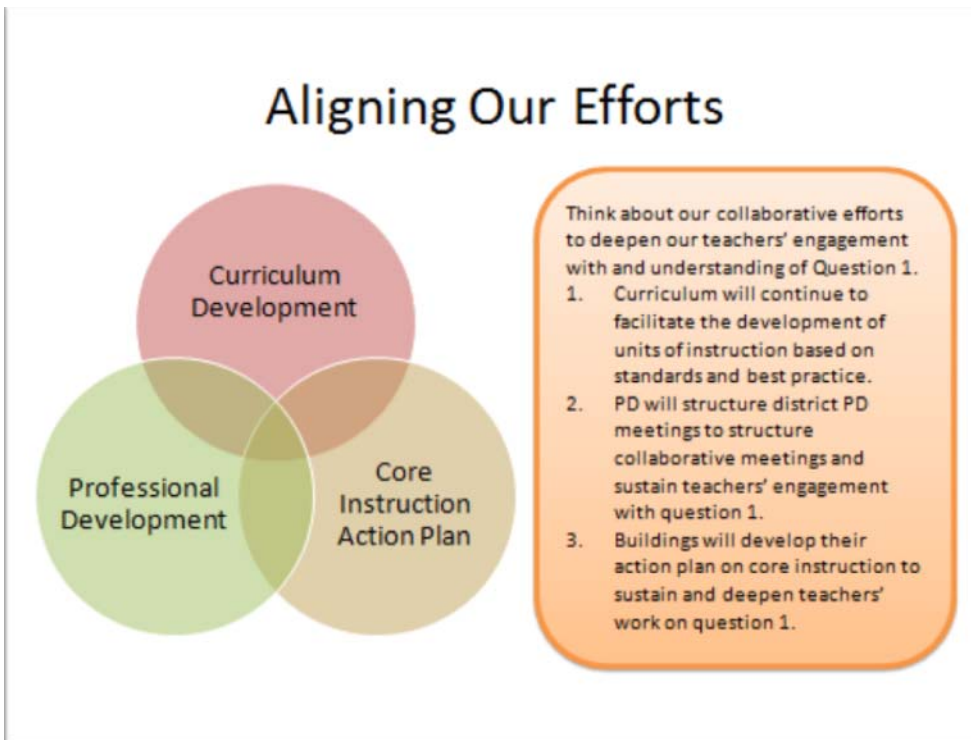 Aligning Our Efforts
Curriculum
Development
Professional
Development
Core
Instruction
Action Plan
Think about our collaborative efforts
to deepen our teachers' engagement
with and understanding of Question 1.
1. Curriculum will continue to
facilitate the development of
units of instruction based on
standards and best practice.
2. PD will structure district PD
meetings to structure
collaborative meetings and
sustain teachers' engagement
with question 1.
3. Buildings will develop their
action plan on core instruction to
sustain and deepen teachers'
work on question 1.